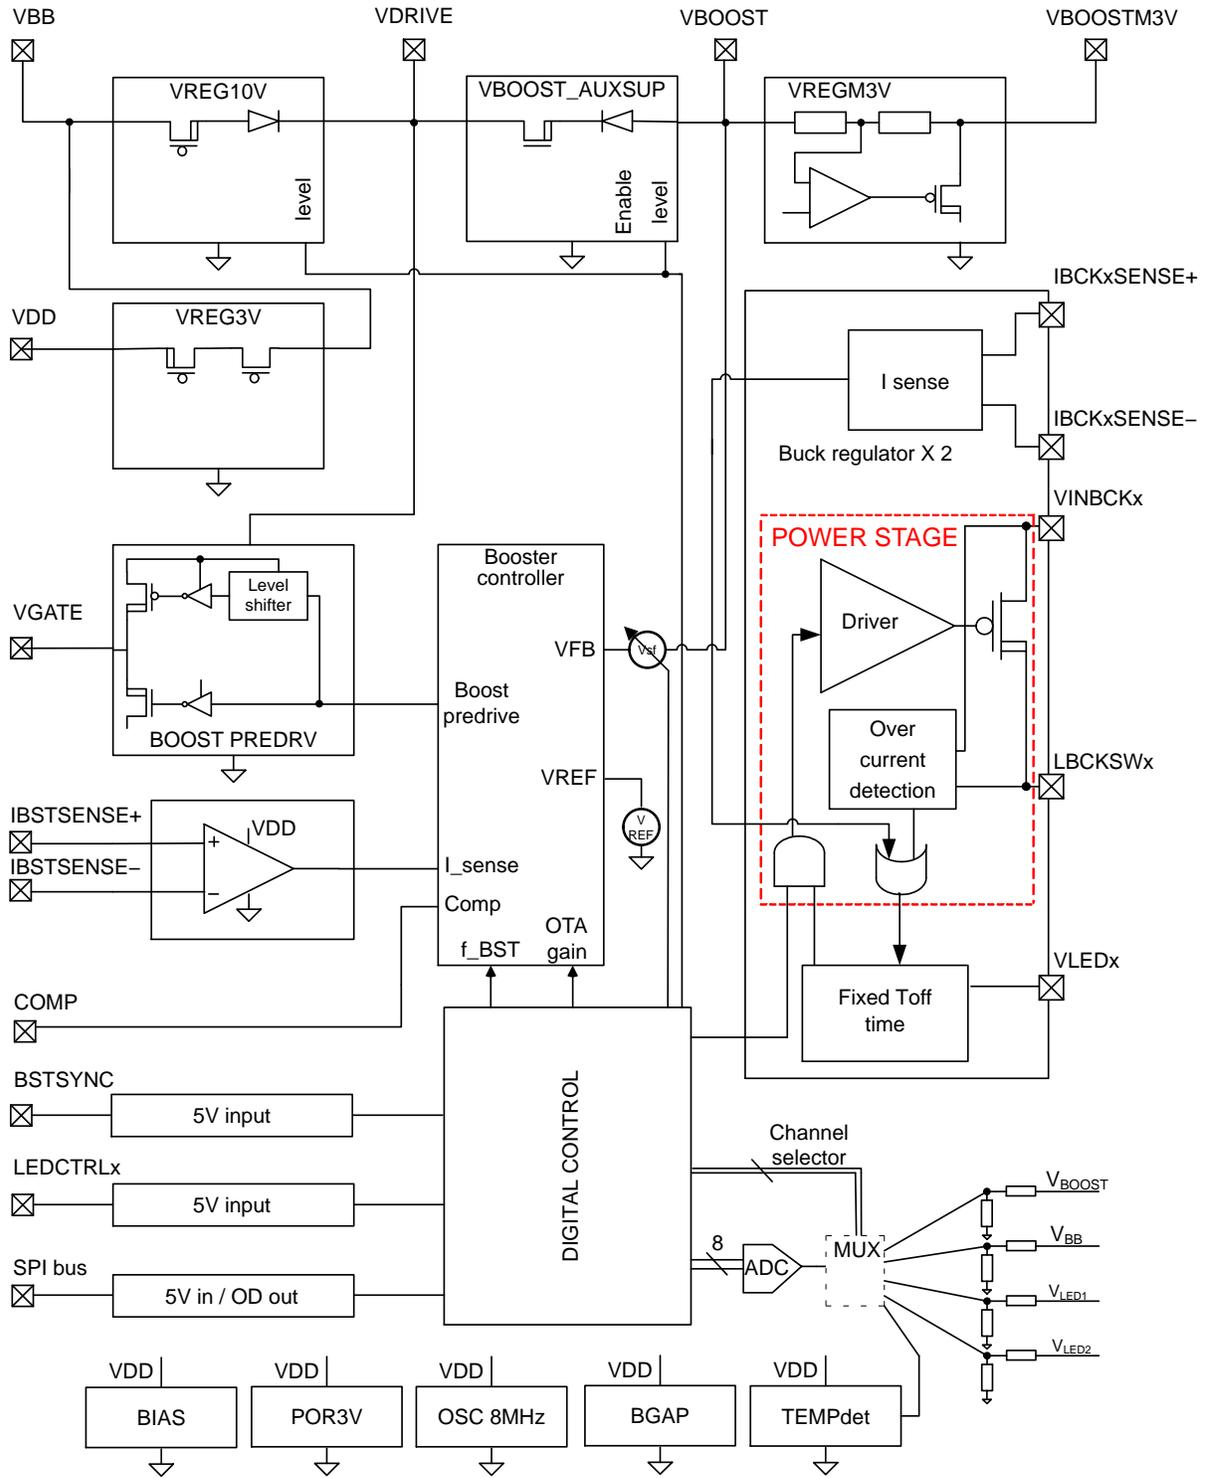 VBB
VDRIVE
VBOOST
VBOOSTM3V
VREG10V
VBOOST_AUXSUP
VREGM3V
level
Enable
level
IBCKxSENSE+
VDD
VREG3V
I sense
IBCKxSENSE–
Buck regulator X 2
VINBCKx
POWER STAGE
Booster
controller
Level
shifter
VGATE
Driver
VFB
Vsf
Boost
predrive
BOOST PREDRV
Over
current
detection
LBCKSWx
VREF
V
REF
IBSTSENSE+
VDD
+
IBSTSENSE–
–
I_sense
Comp
OTA
gain
f_BST
VLEDx
COMP
Fixed Toff
time
BSTSYNC
5V input
DIGITAL CONTROL
Channel
selector
LEDCTRLx
5V input
VBOOST
VBB
8
MUX
ADC
SPI bus
5V in / OD out
VLED1
VLED2
VDD
VDD
VDD
VDD
VDD
BIAS
POR3V
OSC 8MHz
BGAP
TEMPdet